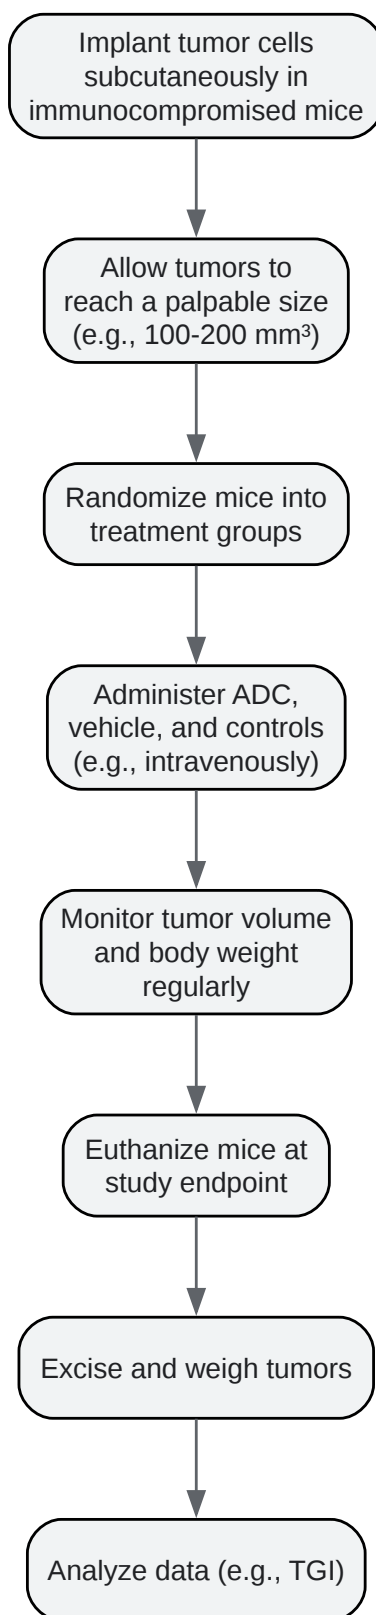 Implant tumor cells
subcutaneously in
immunocompromised mice
Allow tumors to
reach a palpable size
(e.g., 100-200 mm³)
Randomize mice into
treatment groups
Administer ADC,
vehicle, and controls
(e.g., intravenously)
Monitor tumor volume
and body weight
regularly
Euthanize mice at
study endpoint
Excise and weigh tumors
Analyze data (e.g., TGI)